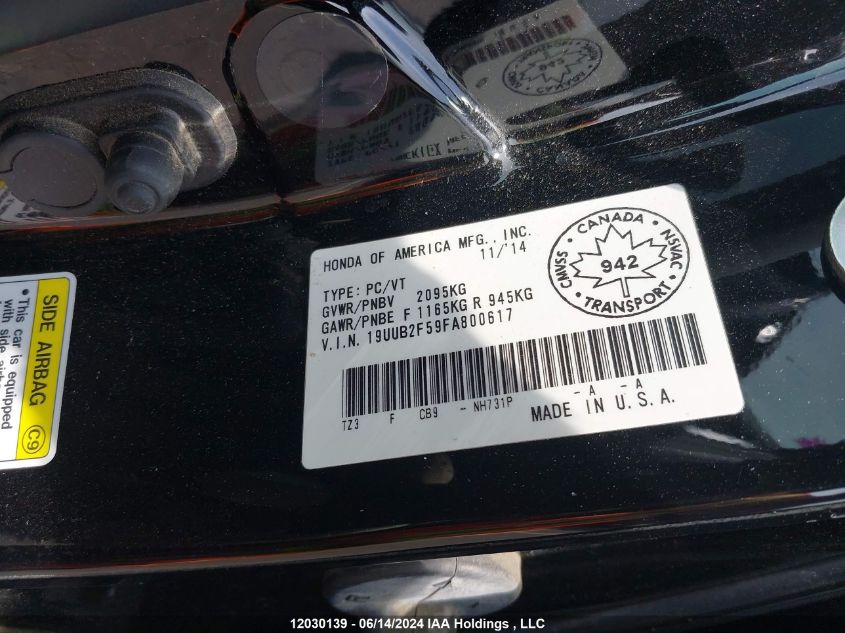 HONDA OF AMERICA MFG., INC.
11/'14
TYPE: PC/VT
GVWR/PNBV 2095KG
GAWR/PNBE F 1165KG R 945KG
V.I.N. 19UUB2F59FA800617
CANADA
CMVSS
NSVAC
942
TRANSPORT
TZ3 F CB9 - NH731P - A - A
MADE IN U.S.A.
SIDE AIRBAG C9
• This car is equipped
with side
12030139 - 06/14/2024 IAA Holdings , LLC